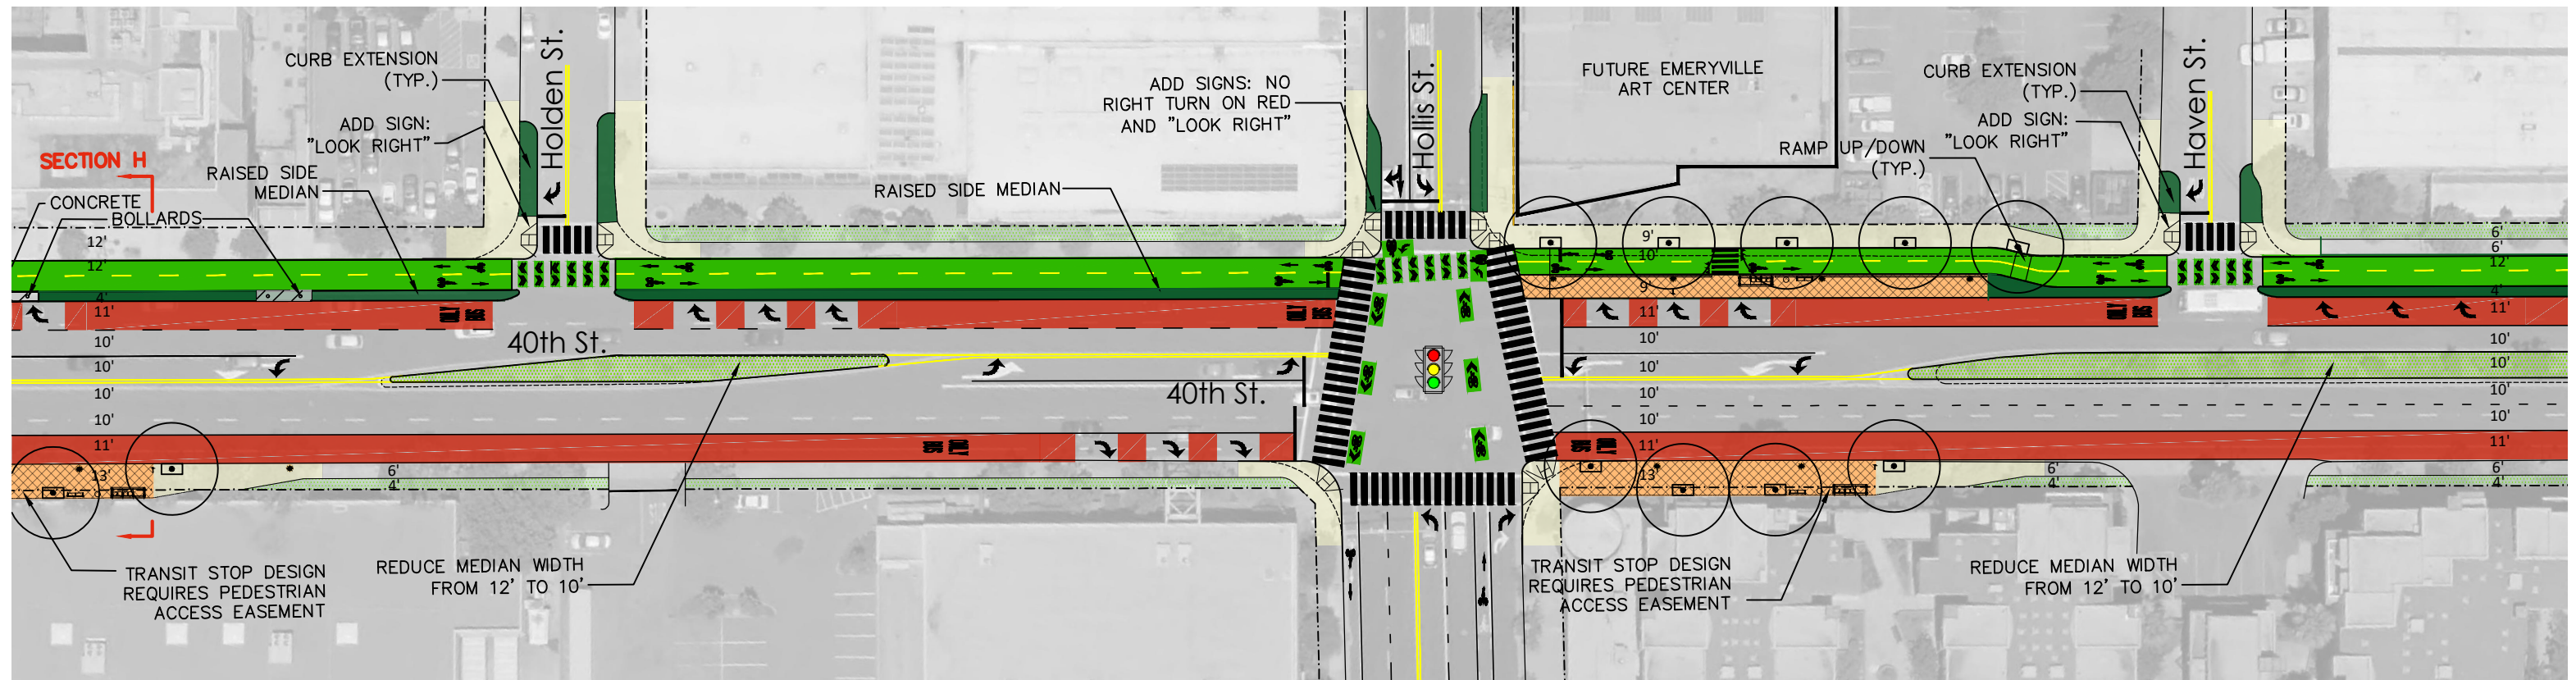 CURB EXTENSION
(TYP.)
Holden St.
ADD SIGN:
"LOOK RIGHT"
SECTION H
RAISED SIDE
MEDIAN
CONCRETE
BOLLARDS
ADD SIGNS: NO
RIGHT TURN ON RED
AND "LOOK RIGHT"
Hollis St.
RAISED SIDE MEDIAN
FUTURE EMERYVILLE
ART CENTER
CURB EXTENSION
(TYP.)
ADD SIGN:
"LOOK RIGHT"
RAMP UP/DOWN
(TYP.)
Haven St.
12'
12'
4'
11'
10'
10'
10'
10'
11'
13'
6'
4'
40th St.
40th St.
9'
10'
9'
11'
10'
10'
10'
10'
11'
13'
6'
4'
6'
6'
12'
4'
11'
10'
10'
10'
10'
11'
6'
4'
TRANSIT STOP DESIGN
REQUIRES PEDESTRIAN
ACCESS EASEMENT
REDUCE MEDIAN WIDTH
FROM 12' TO 10'
TRANSIT STOP DESIGN
REQUIRES PEDESTRIAN
ACCESS EASEMENT
REDUCE MEDIAN WIDTH
FROM 12' TO 10'